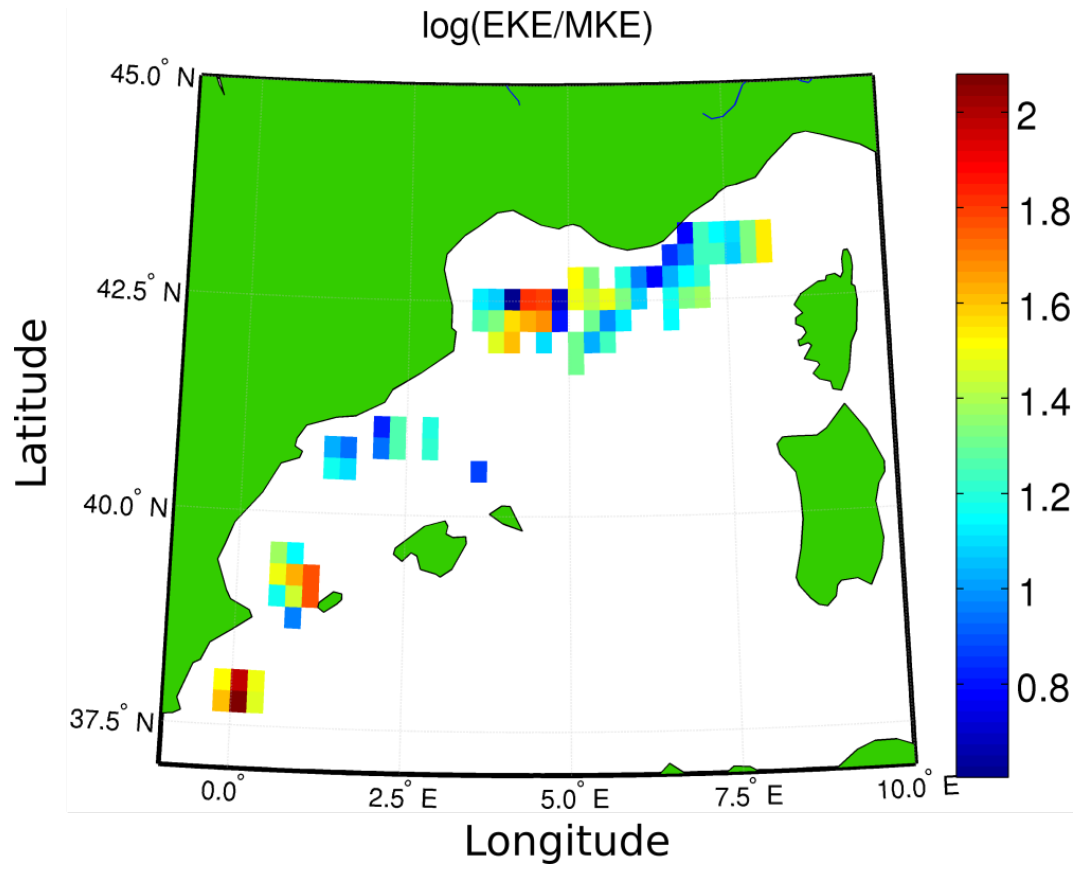 log(EKE/MKE)
45.0° N
42.5° N
40.0° N
37.5° N
Latitude
0.0°
2.5° E
5.0° E
7.5° E
10.0° E
Longitude
2
1.8
1.6
1.4
1.2
1
0.8